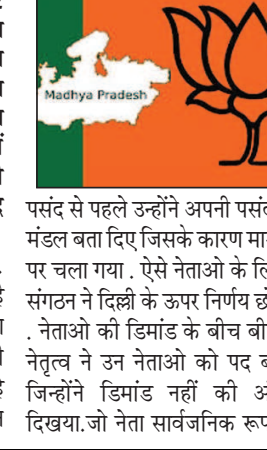 Madhya Pradesh
पसंद से पहले उन्होंने अपनी पसंद
मंडल बता दिए जिसके कारण
पर चला गया . ऐसे नेताओ के
संगठन ने दिल्ली के ऊपर निर्णय
. नेताओ की डिमांड के बीच
नेतृत्व ने उन नेताओ को पद
जिन्होंने डिमांड नहीं की
दिखया.जो नेता सार्वजनिक रूप